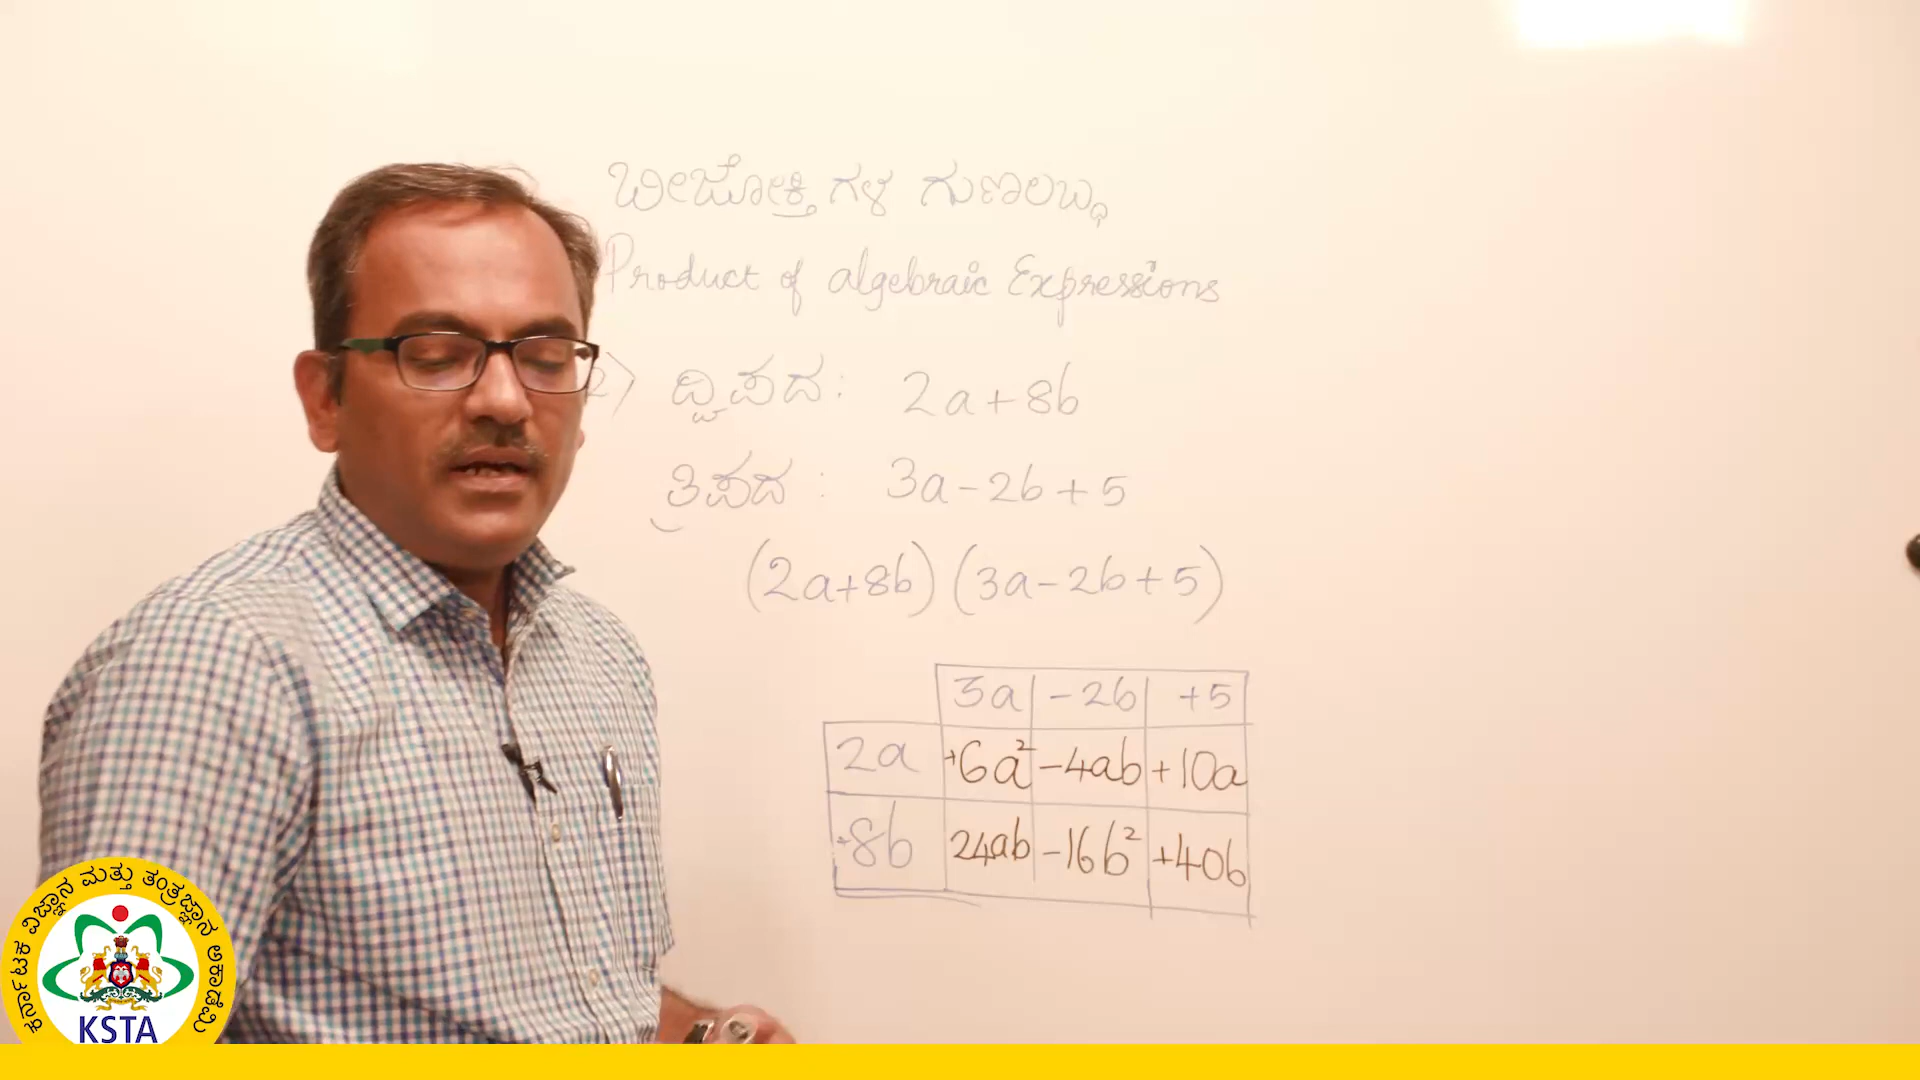 ಬೀಜೋಕ್ತಿಗಳ ಗುಣಲಬ್ಧ
Product of algebraic Expressions
2) ದ್ವಿಪದ : 2a+8b
ತ್ರಿಪದ : 3a-2b+5
(2a+8b) (3a-2b+5)
3a -2b +5
2a +6a² -4ab +10a
+8b 24ab -16b² +40b
ಕರ್ನಾಟಕ ವಿಜ್ಞಾನ ಮತ್ತು ತಂತ್ರಜ್ಞಾನ ಅಕಾಡೆಮಿ
KSTA